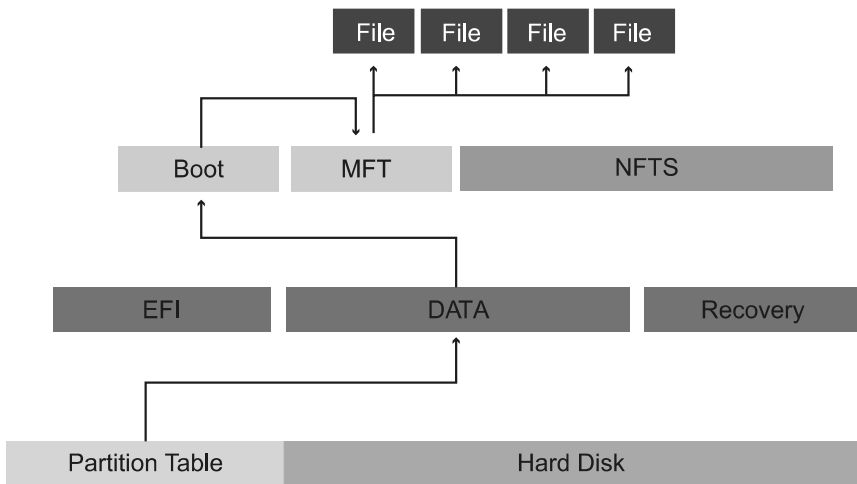 File File File File
Boot MFT NFTS
EFI DATA Recovery
Partition Table Hard Disk